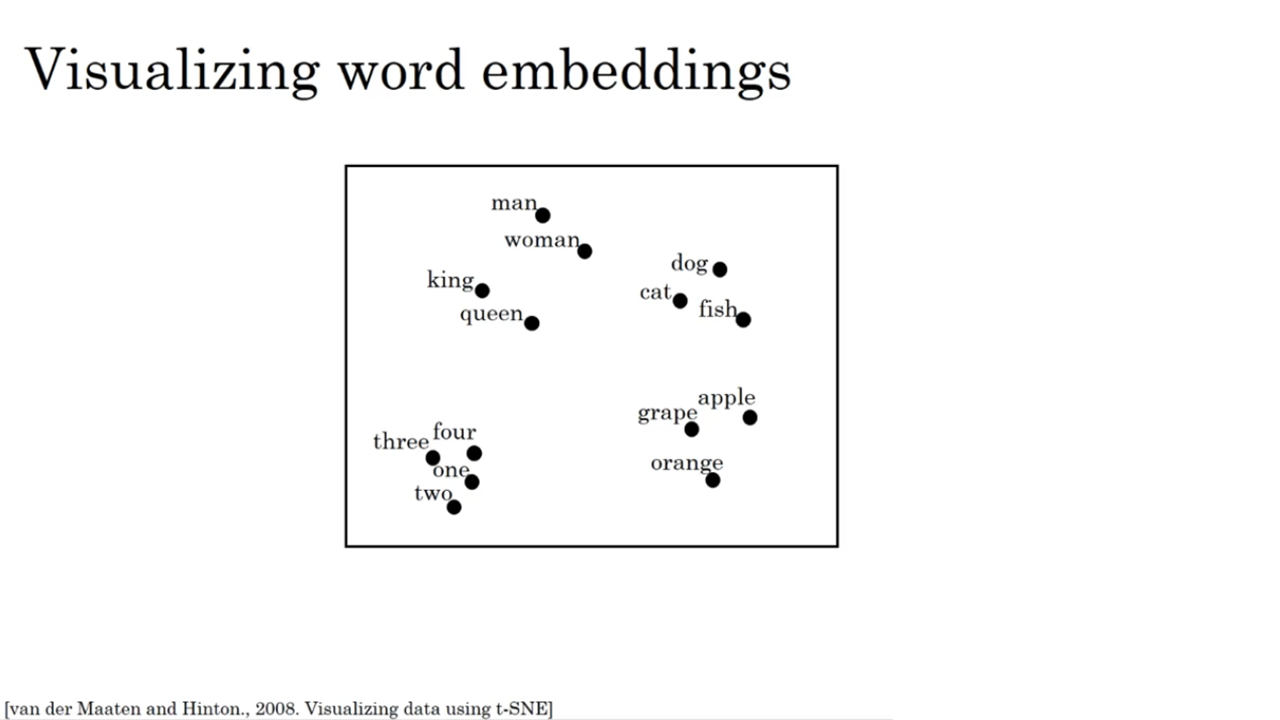 Visualizing word embeddings
man
woman
dog
king
cat
fish
queen
apple
grape
four
three
orange
one
two
[van der Maaten and Hinton., 2008. Visualizing data using t-SNE]